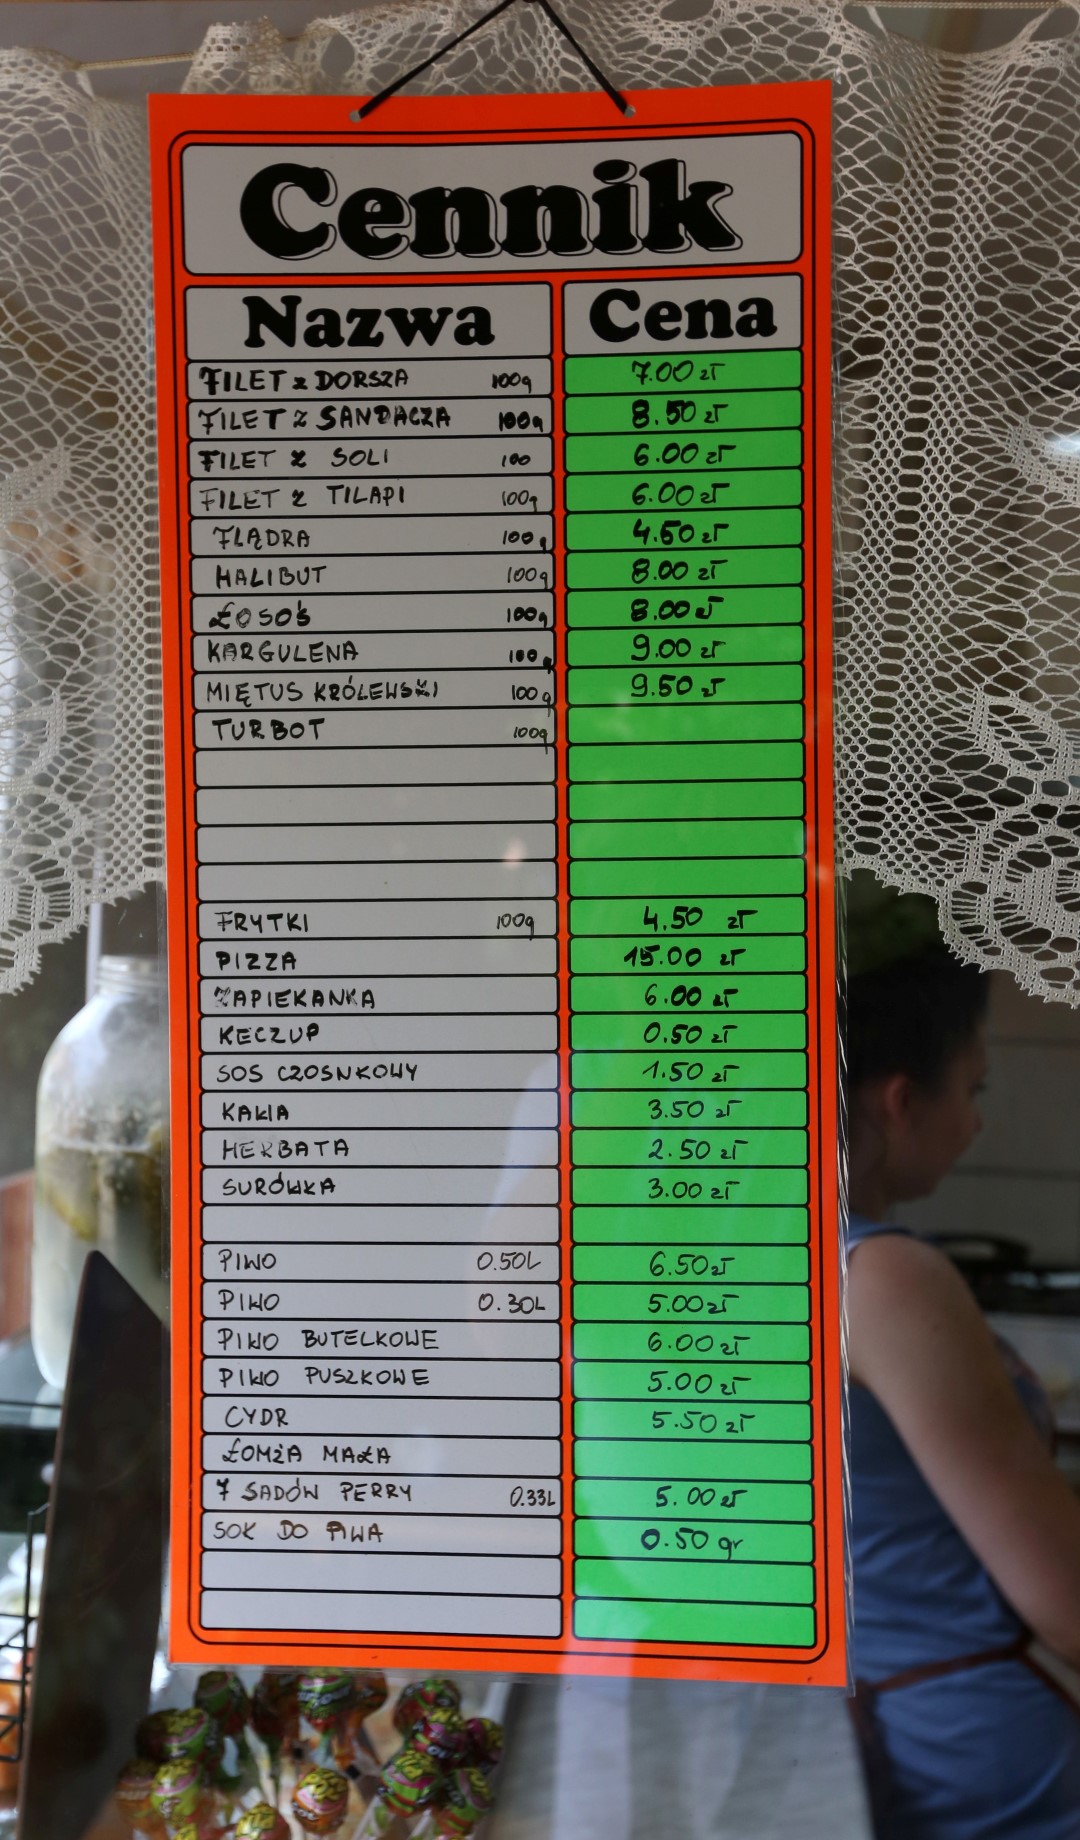 Cennik
Nazwa Cena
FILET z DORSZA 100g 7.00 zł
FILET Z SANDACZA 100g 8.50 zł
FILET Z SOLI 100 6.00 zł
FILET Z TILAPI 100g 6.00 zł
FLĄDRA 100g 4.50 zł
HALIBUT 100g 8.00 zł
ŁOSOŚ 100g 8.00 zł
KARGULENA 100g 9.00 zł
MIĘTUS KRÓLEWSKI 100g 9.50 zł
TURBOT 100g
FRYTKI 100g 4.50 zł
PIZZA 15.00 zł
ZAPIEKANKA 6.00 zł
KECZUP 0.50 zł
SOS CZOSNKOWY 1.50 zł
KAWA 3.50 zł
HERBATA 2.50 zł
SURÓWKA 3.00 zł
PIWO 0.50L 6.50 zł
PIWO 0.30L 5.00 zł
PIWO BUTELKOWE 6.00 zł
PIWO PUSZKOWE 5.00 zł
CYDR 5.50 zł
ŁOMŻA MAŁA
7 SADÓW PERRY 0.33L 5.00 zł
SOK DO PIWA 0.50 gr